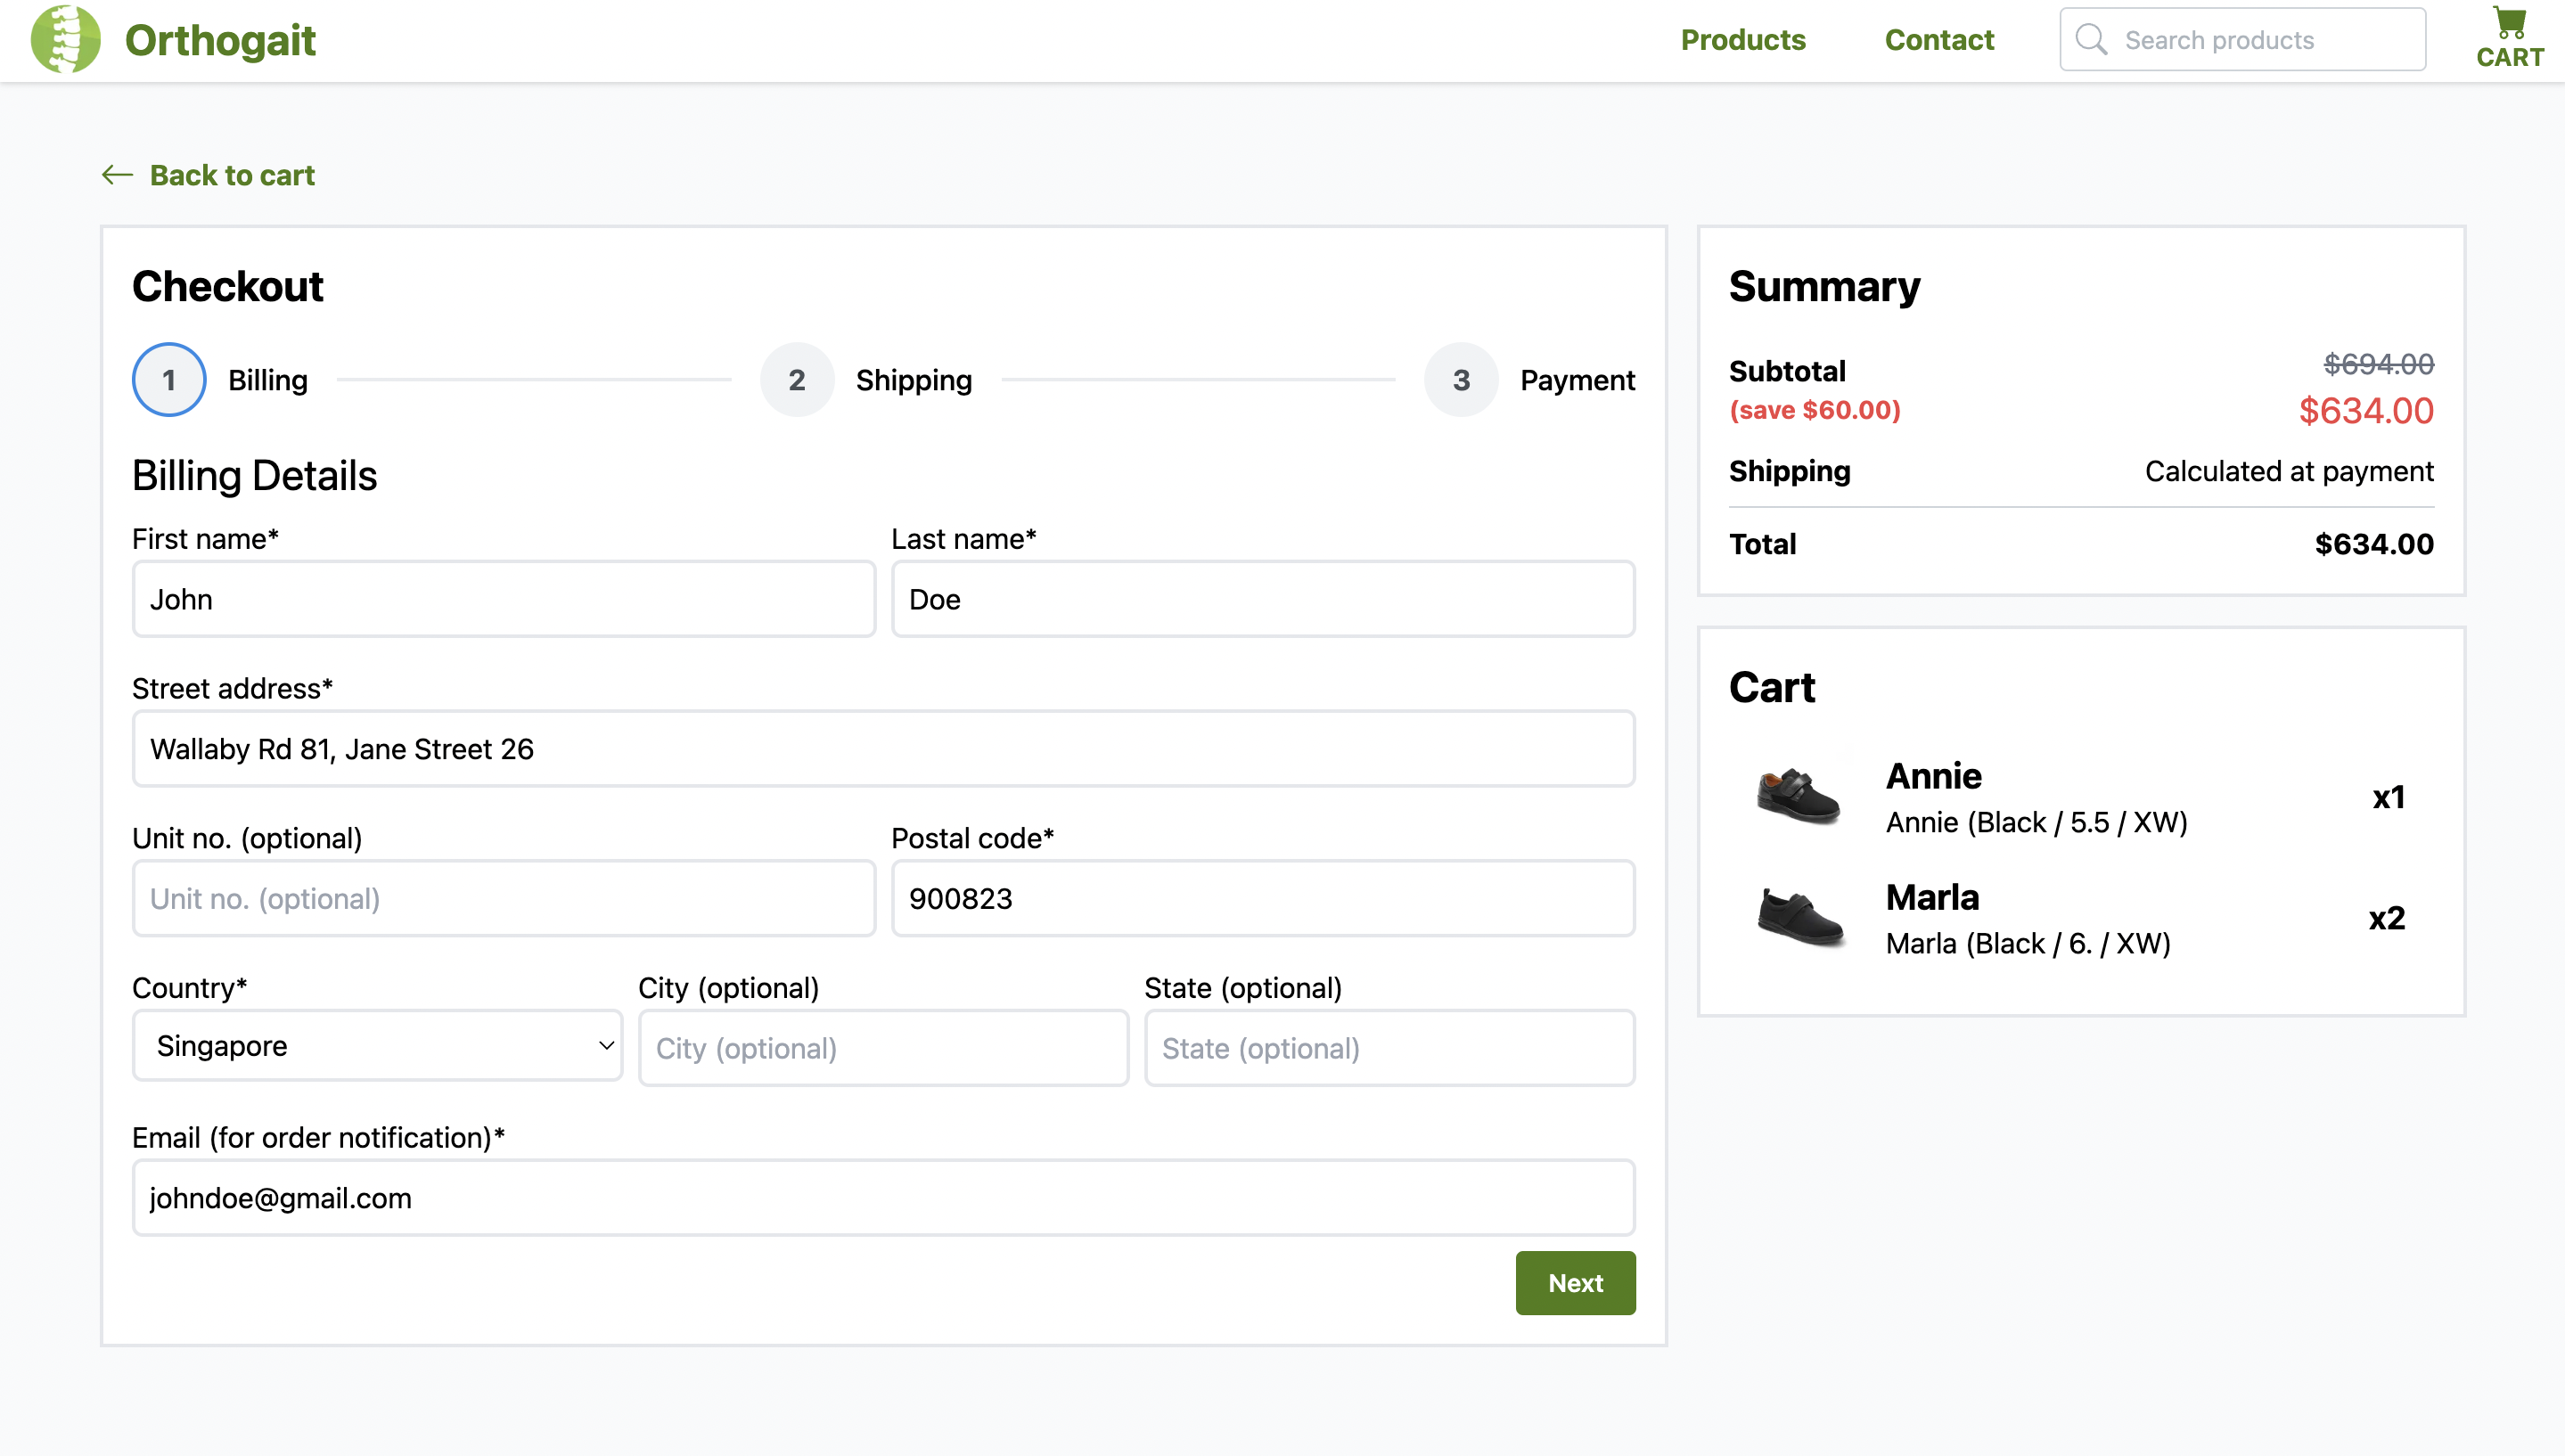 Orthogait
Products
Contact
Search products
CART
Back to cart
Checkout
1 Billing
2 Shipping
3 Payment
Billing Details
First name*
Last name*
John
Doe
Street address*
Wallaby Rd 81, Jane Street 26
Unit no. (optional)
Postal code*
Unit no. (optional)
900823
Country*
City (optional)
State (optional)
Singapore
City (optional)
State (optional)
Email (for order notification)*
johndoe@gmail.com
Next
Summary
Subtotal
$694.00
(save $60.00)
$634.00
Shipping
Calculated at payment
Total
$634.00
Cart
Annie
Annie (Black / 5.5 / XW)
x1
Marla
Marla (Black / 6. / XW)
x2